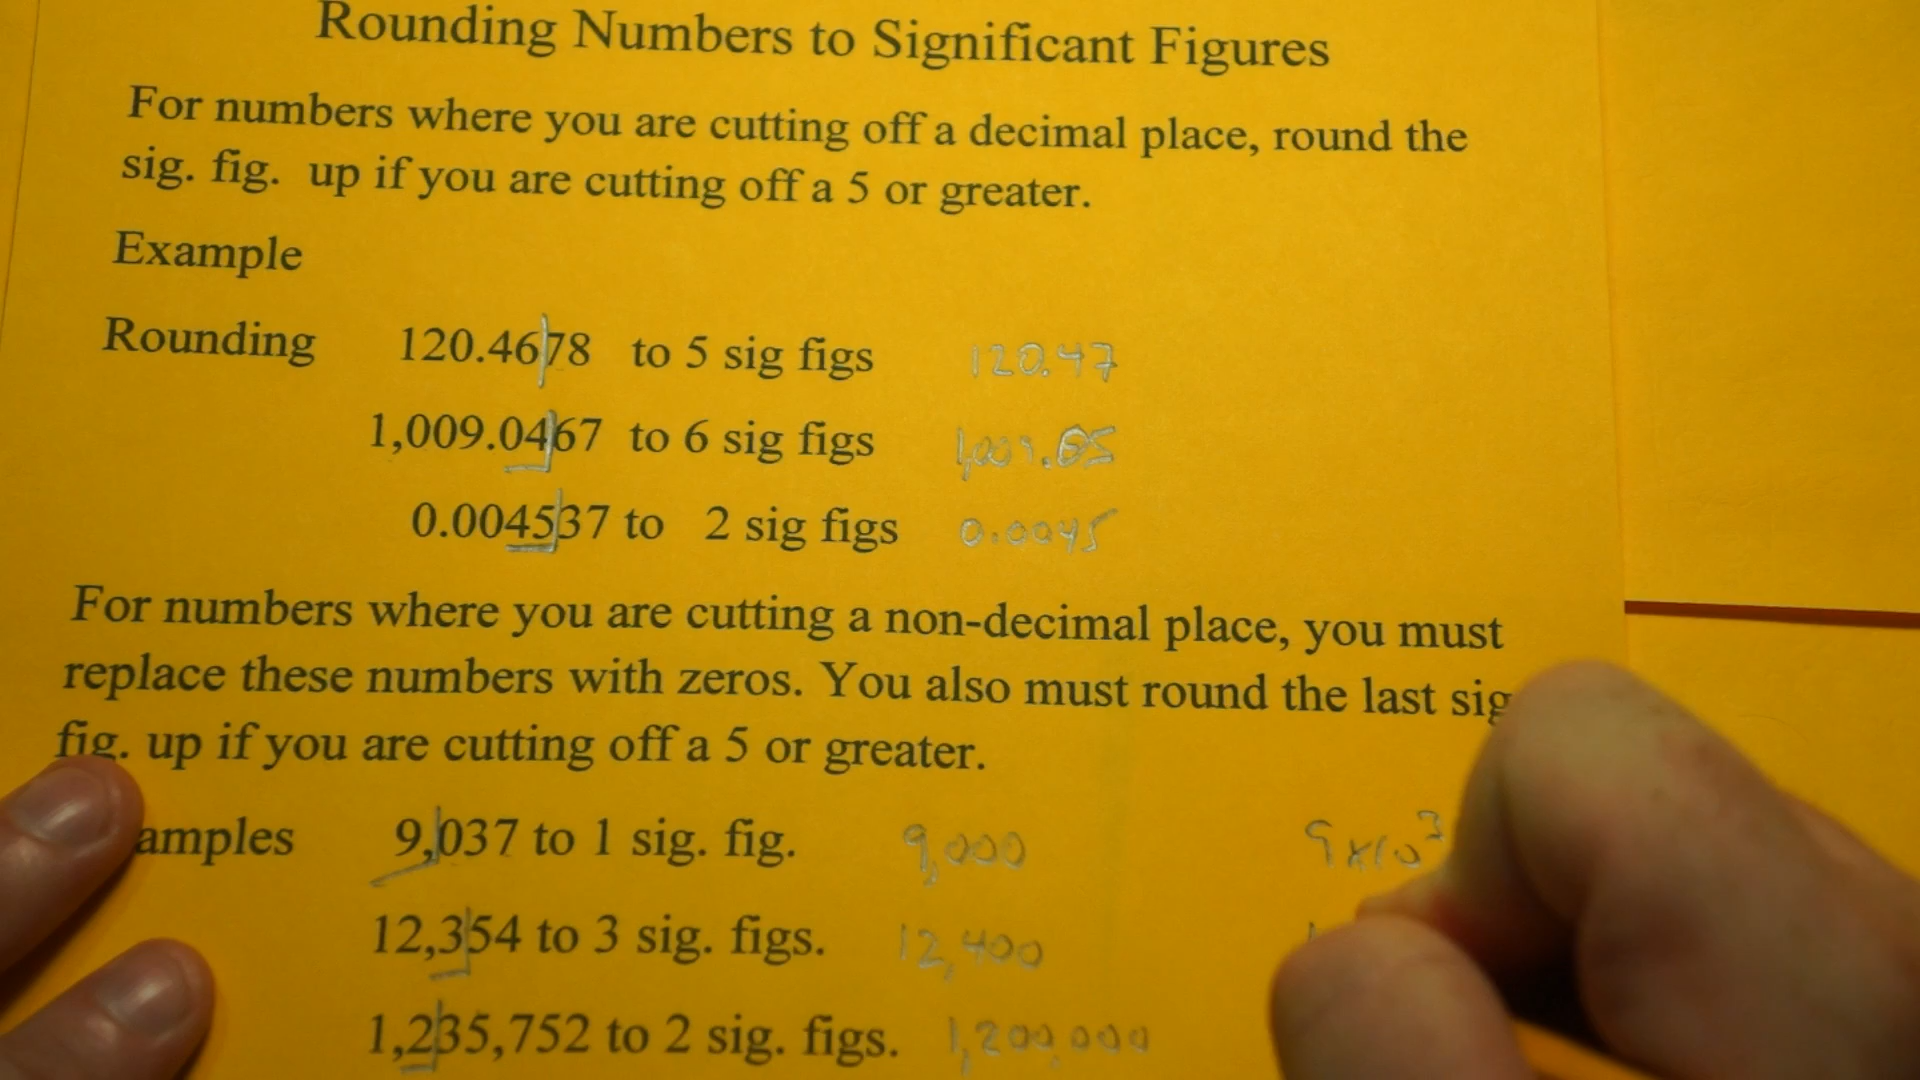 Rounding Numbers to Significant Figures
For numbers where you are cutting off a decimal place, round the
sig. fig. up if you are cutting off a 5 or greater.
Example
Rounding 120.4678 to 5 sig figs 120.47
1,009.0467 to 6 sig figs 1,009.05
0.004537 to 2 sig figs 0.0045
For numbers where you are cutting a non-decimal place, you must
replace these numbers with zeros. You also must round the last sig
fig. up if you are cutting off a 5 or greater.
amples 9,037 to 1 sig. fig. 9,000 9x10³
12,354 to 3 sig. figs. 12,400
1,235,752 to 2 sig. figs. 1,200,000